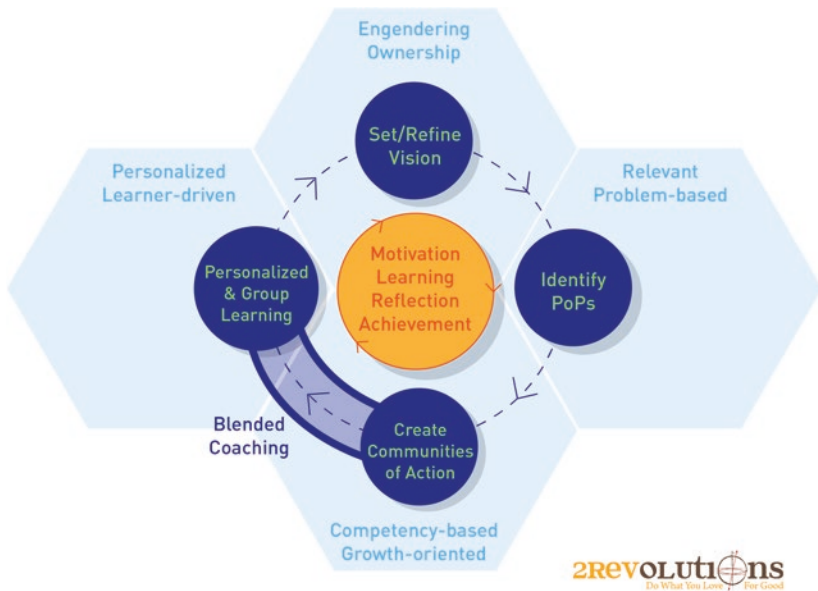 Engendering
Ownership
Set/Refine
Vision
Personalized
Learner-driven
Relevant
Problem-based
Personalized
& Group
Learning
Motivation
Learning
Reflection
Achievement
Identify
PoPs
Blended
Coaching
Create
Communities
of Action
Competency-based
Growth-oriented
2REVOLUTIONS
Do What You Love For Good